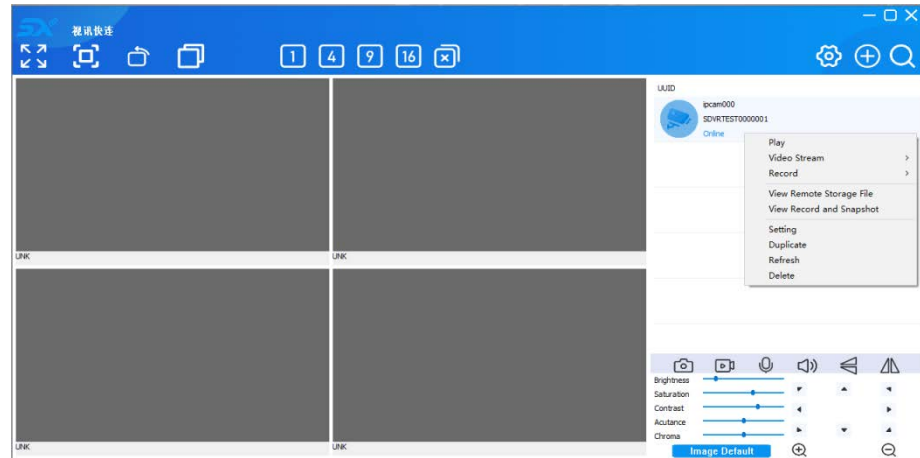 SX 视讯快连
1 4 9 16
UUID
ipcam000
SDVRTEST0000001
Online
Play
Video Stream
Record
View Remote Storage File
View Record and Snapshot
Setting
Duplicate
Refresh
Delete
UNK
UNK
Brightness
Saturation
Contrast
Acutance
Chroma
Image Default
UNK
UNK